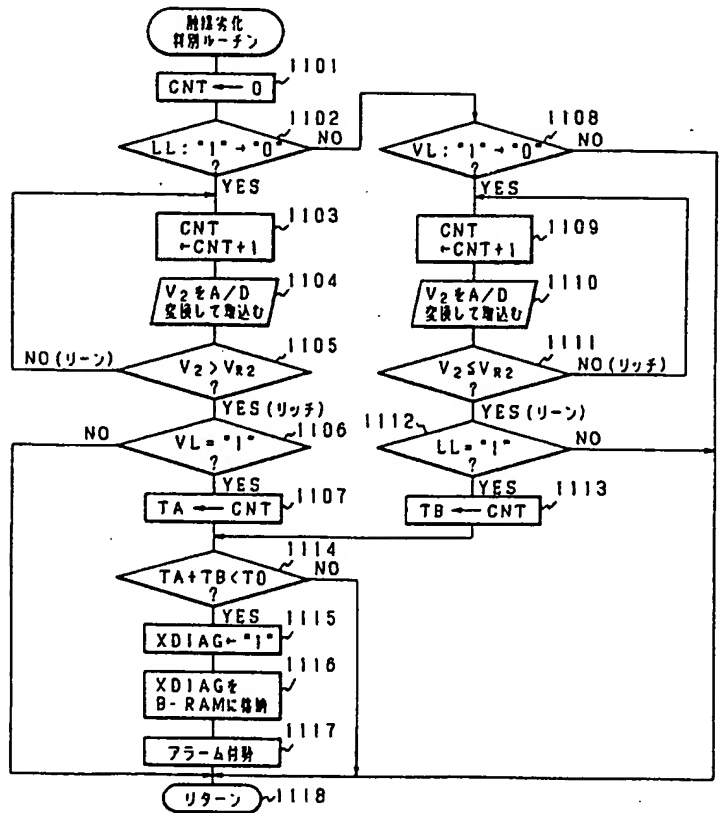 触媒劣化
判別ルーチン
1101
CNT ← 0
1102
LL : "1" → "0"
?
NO
YES
1103
CNT
←CNT+1
1104
V2をA/D
変換して取込む
1105
V2 > VR2
?
NO (リーン)
YES (リッチ)
1106
VL = "1"
?
NO
YES
1107
TA ← CNT
1108
VL : "1" → "0"
?
NO
YES
1109
CNT
←CNT+1
1110
V2をA/D
変換して取込む
1111
V2 ≤ VR2
?
NO (リッチ)
YES (リーン)
1112
LL = "1"
?
NO
YES
1113
TB ← CNT
1114
TA+TB<T0
?
NO
YES
1115
XDIAG← "1"
1116
XDIAGを
B-RAMに格納
1117
アラーム付勢
リターン
1118